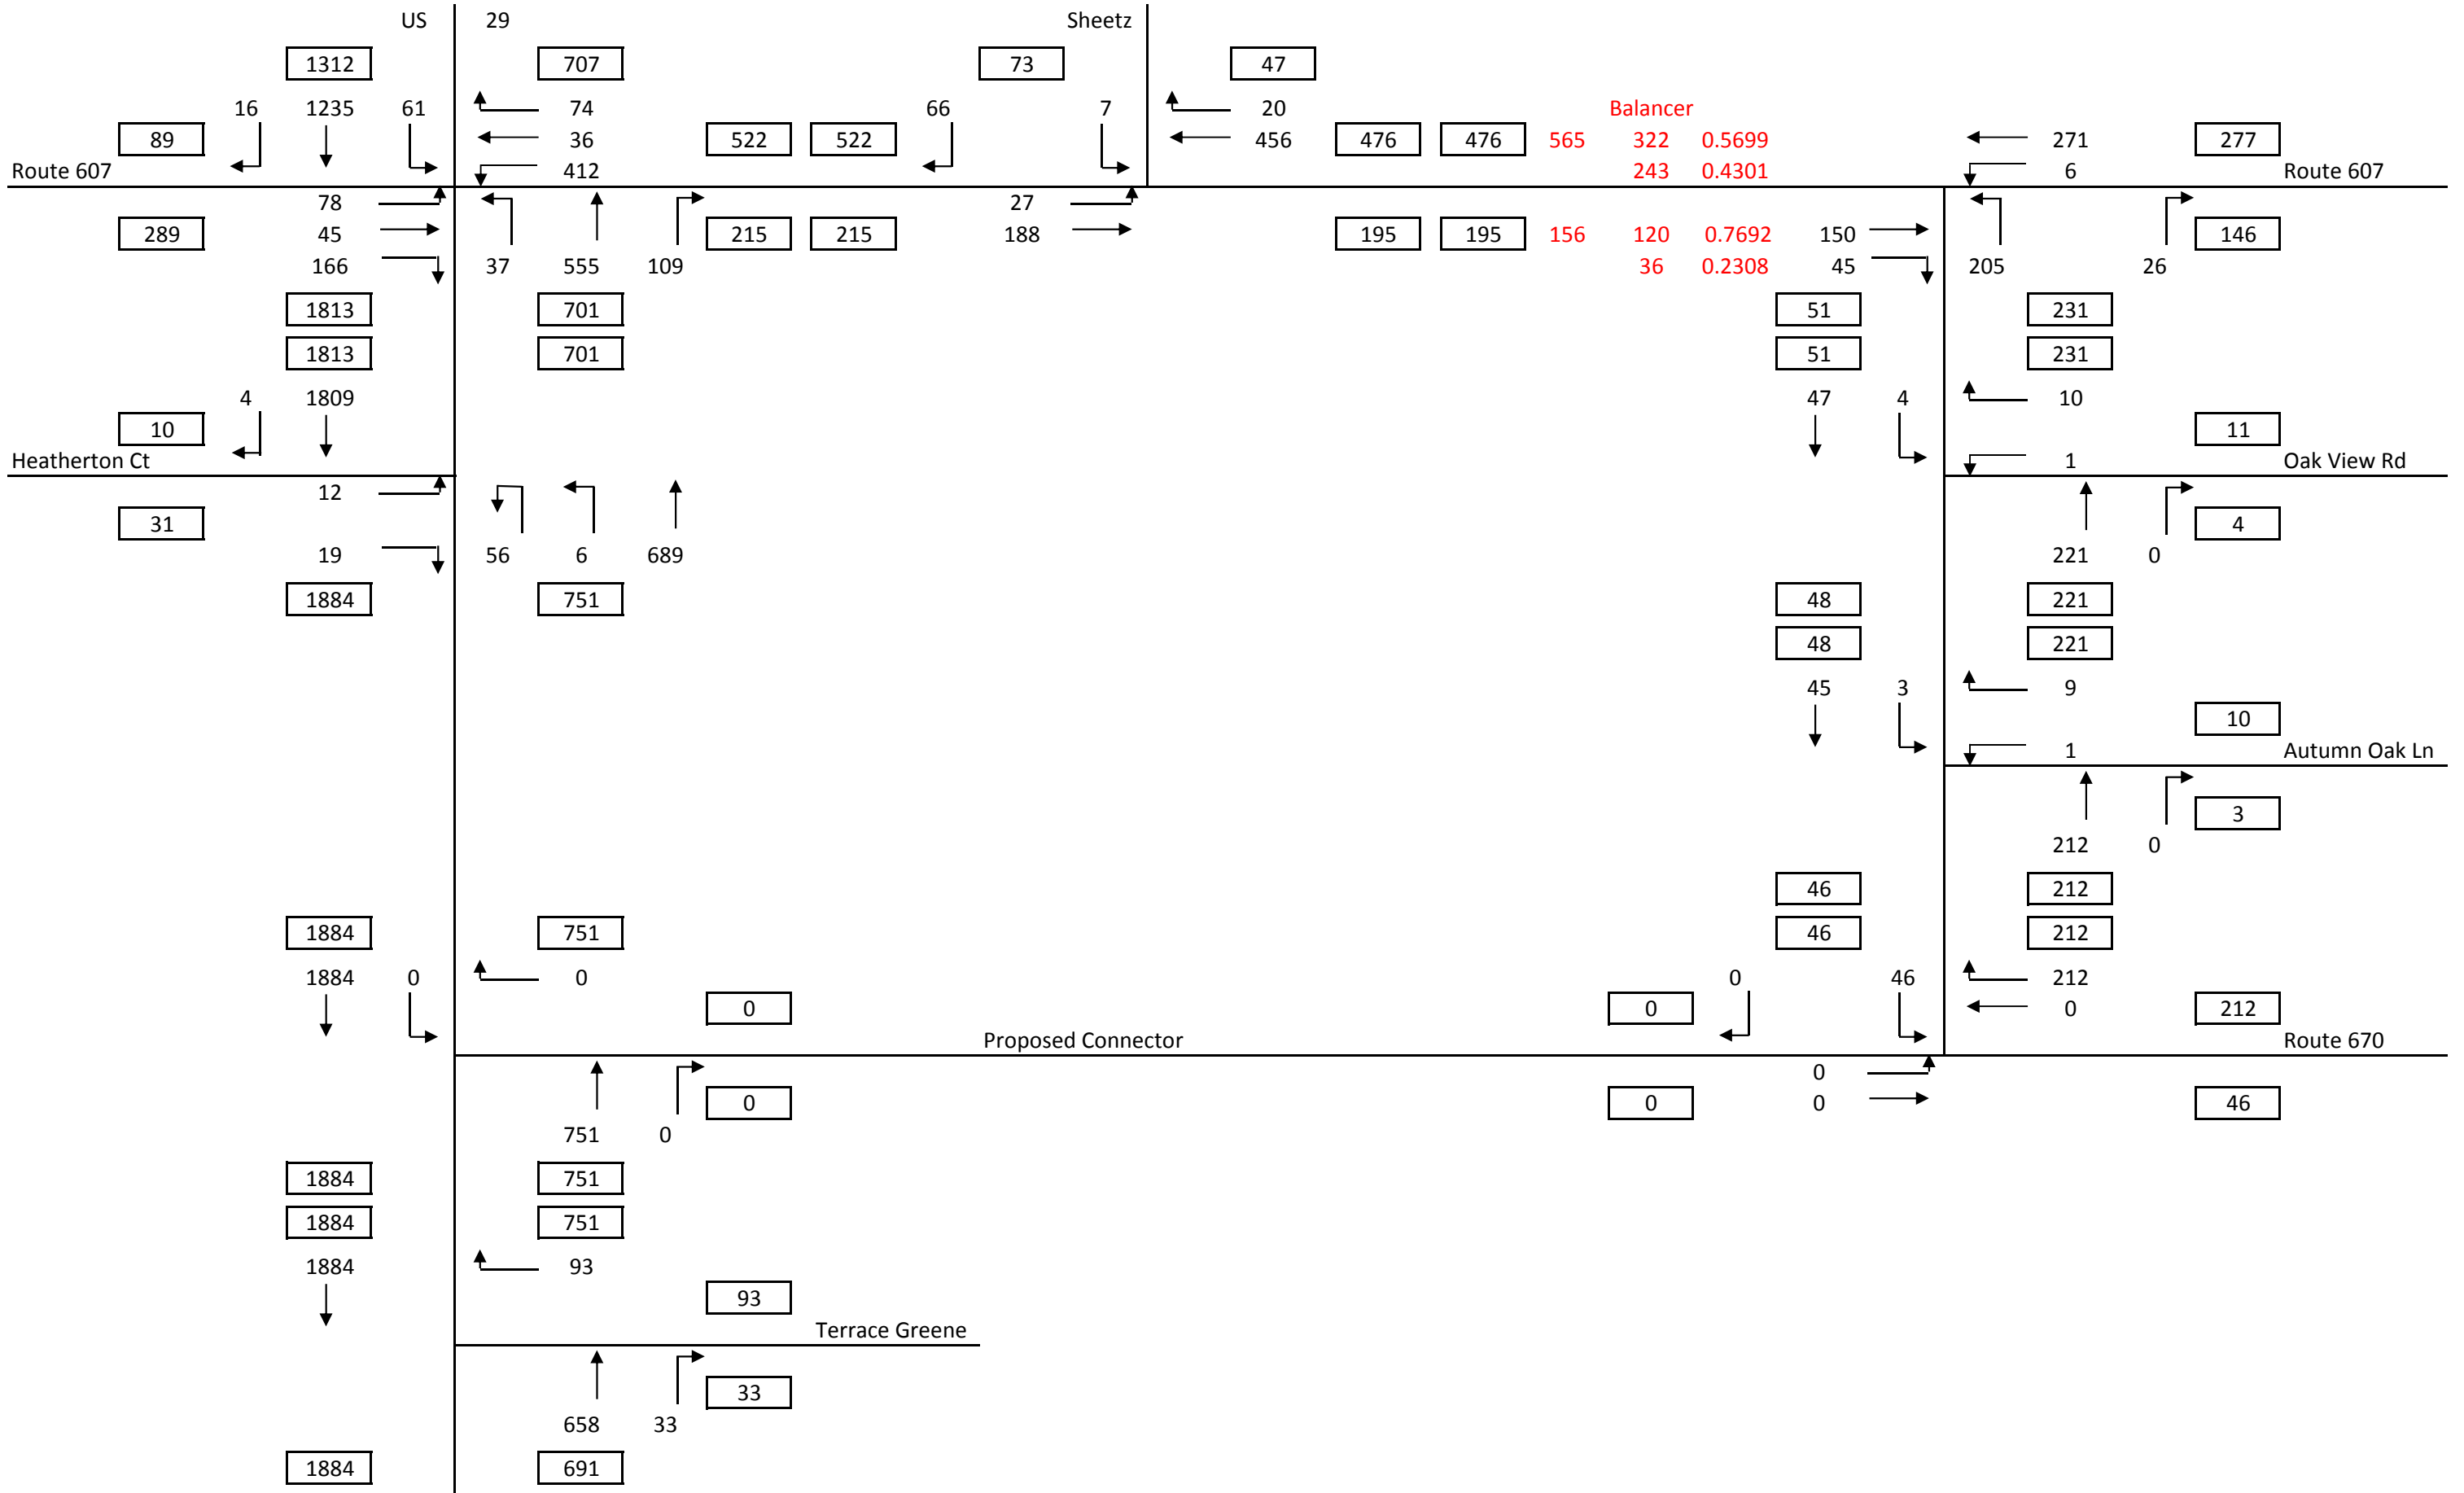 US 29 Sheetz
1312 707 73 47
16 1235 61 74 66 7 20 Balancer
89 36 522 522 456 476 476 565 322 0.5699 271 277
Route 607 412 243 0.4301 6 Route 607
78 27
289 45 215 215 188 195 195 156 120 0.7692 150 146
166 37 555 109 36 0.2308 45 205 26
1813 701 51 231
1813 701 51 231
4 1809 47 4 10
10 11
Heatherton Ct 1 Oak View Rd
12
31 4
19 56 6 689 221 0
1884 751 48 221
48 221
45 3 9
10
1 Autumn Oak Ln
3
212 0
46 212
1884 751 46 212
1884 0 0 0 46 212
0 0 0 212
Proposed Connector Route 670
0
0 0 0 46
751 0
1884 751
1884 751
1884 93
93
Terrace Greene
33
658 33
1884 691